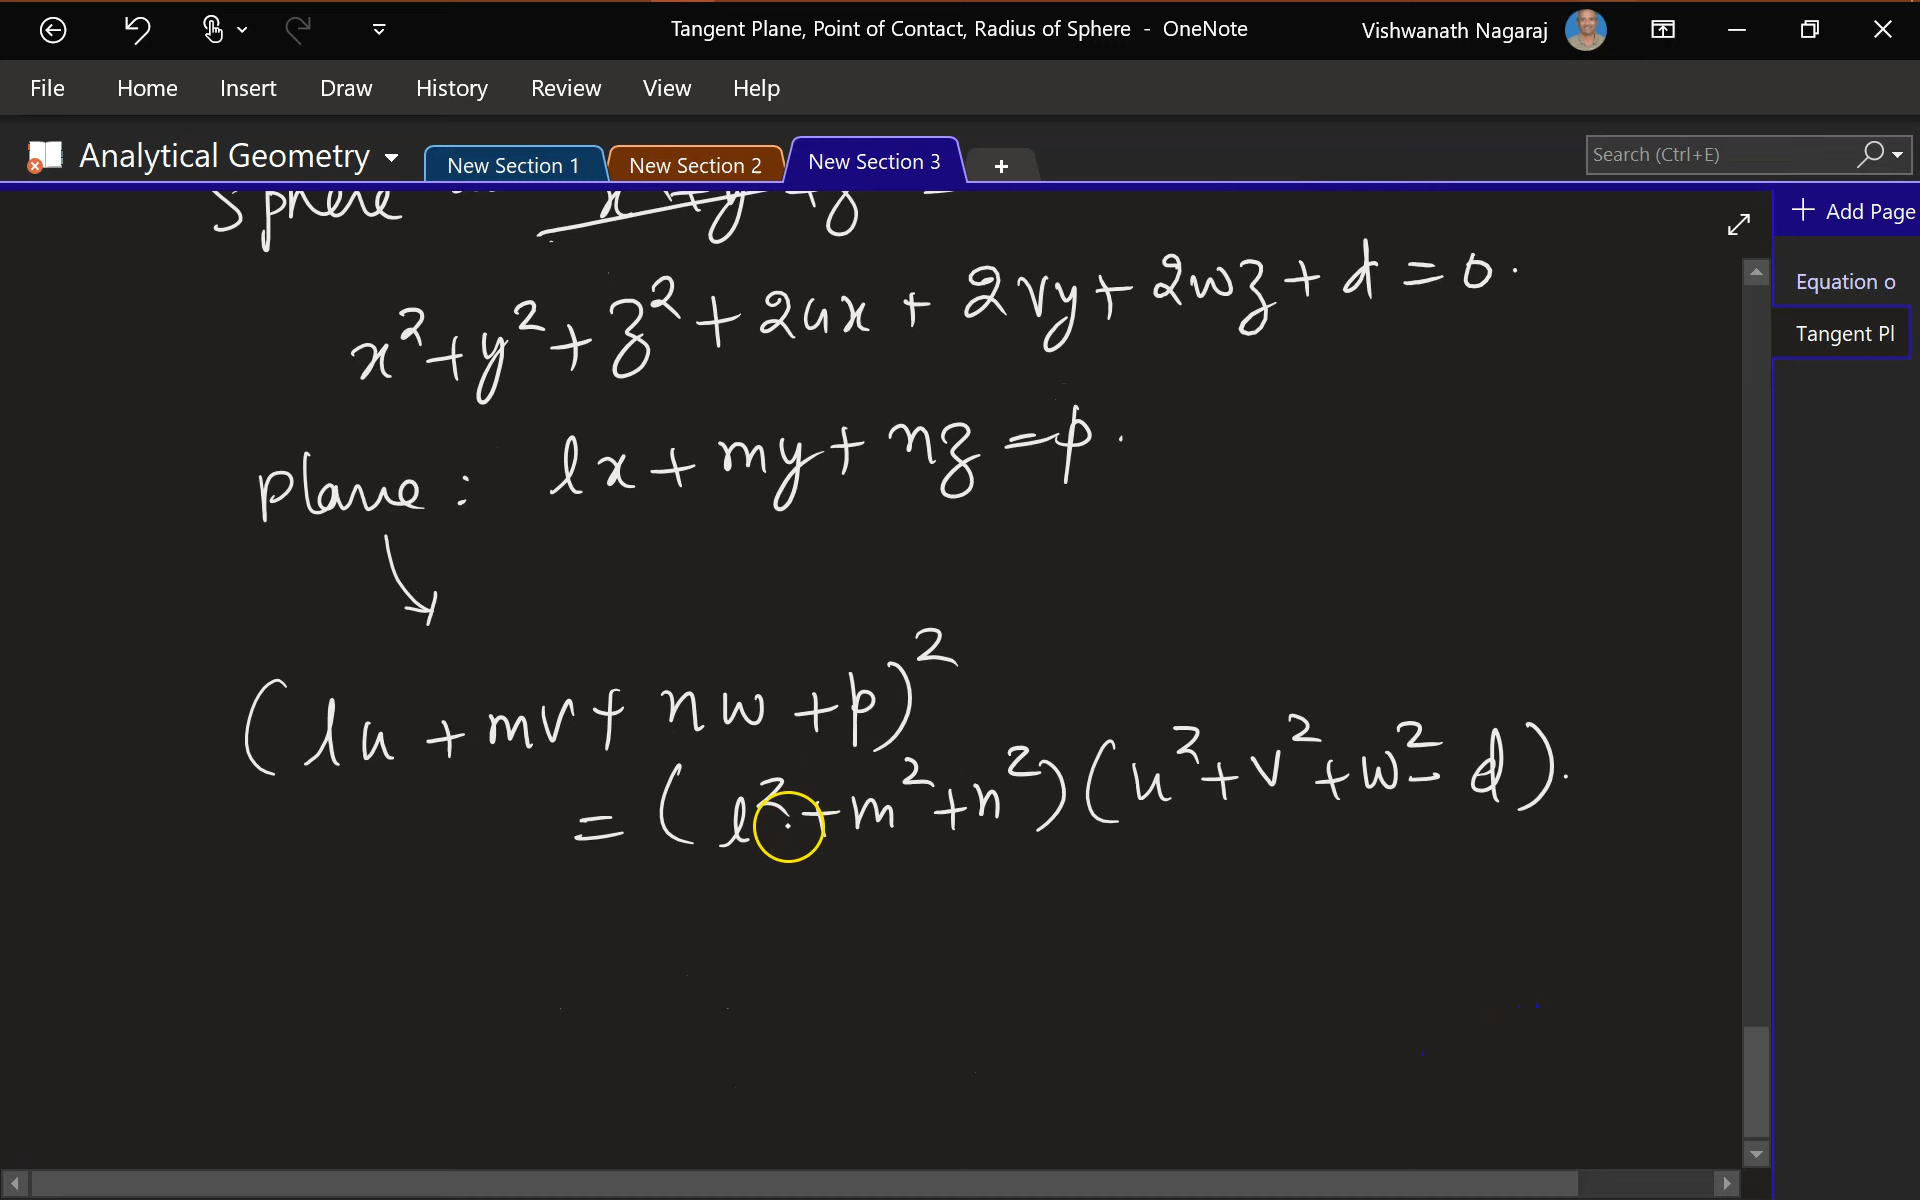 Tangent Plane, Point of Contact, Radius of Sphere - OneNote
Vishwanath Nagaraj
File Home Insert Draw History Review View Help
Analytical Geometry
New Section 1
New Section 2
New Section 3
+
Search (Ctrl+E)
+ Add Page
Equation o
Tangent Pl
Sphere
x²+y²+z²+2ux+2vy+2wz+d=0.
Plane: lx+my+nz=p.
(lu+mv+nw+p)²
=(l²+m²+n²)(u²+v²+w²-d).